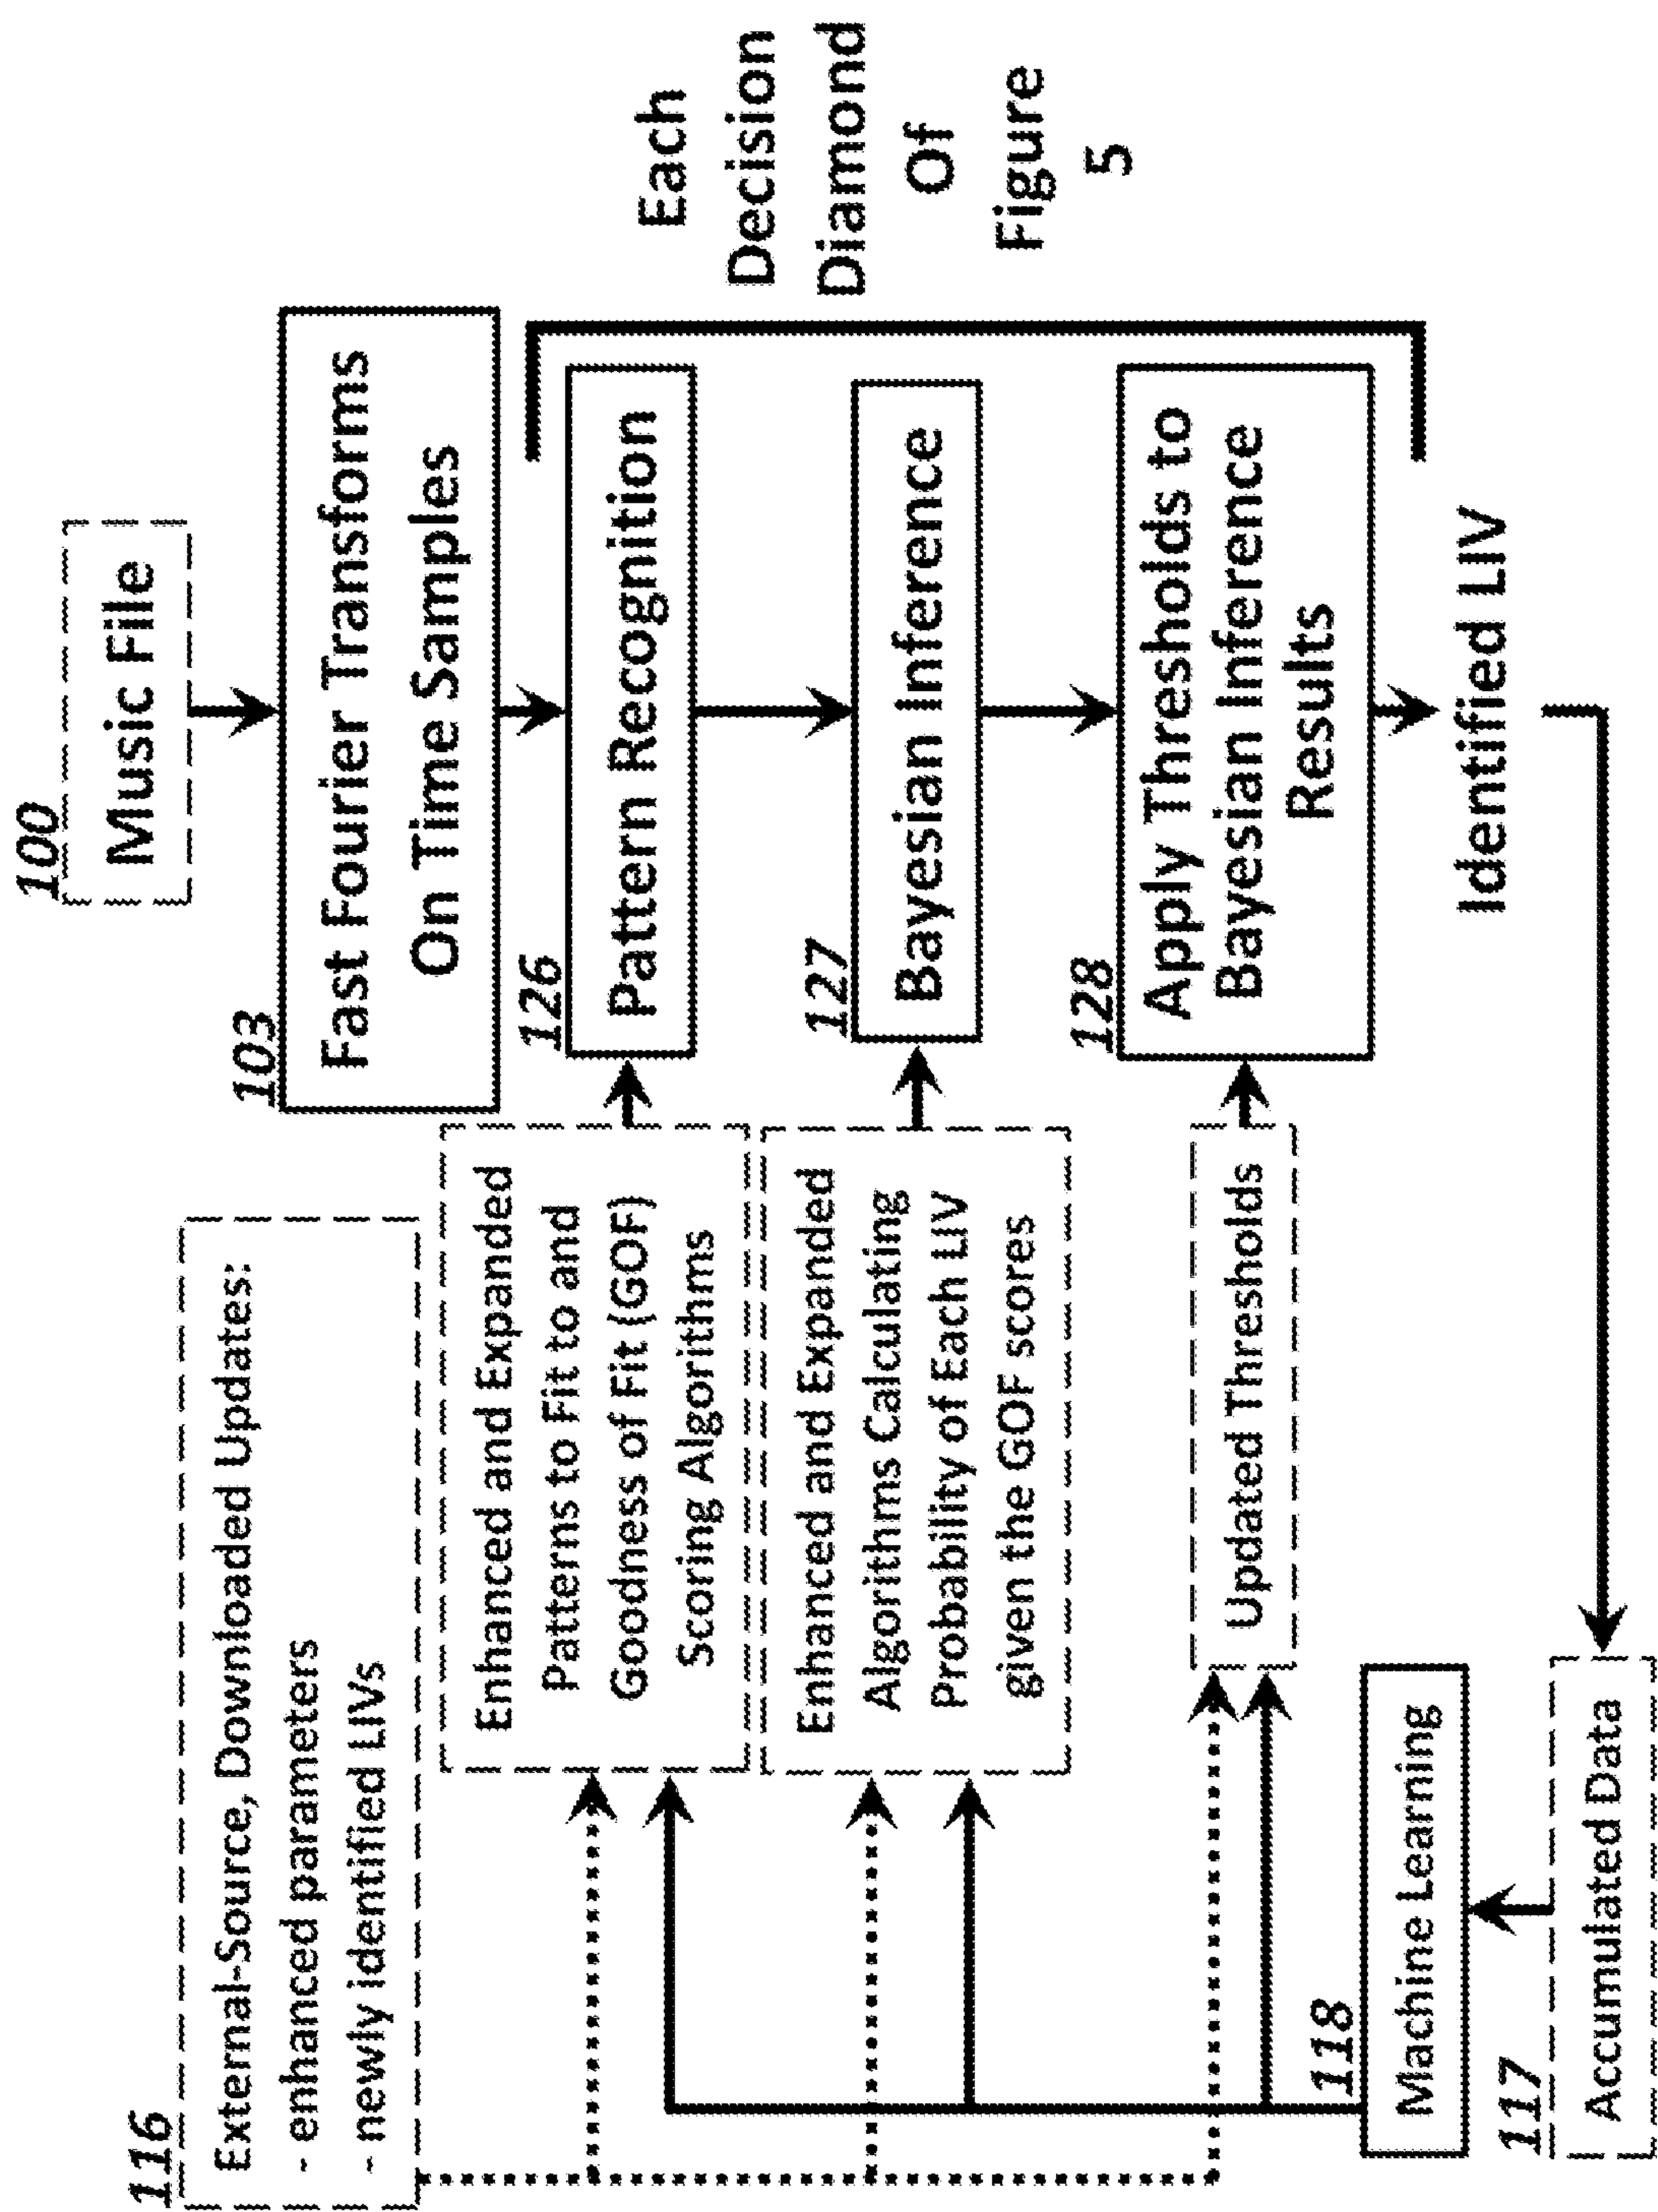 100
Music File
103
Fast Fourier Transforms
On Time Samples
116
External-Source, Downloaded Updates:
- enhanced parameters
- newly identified LIVs
126
Pattern Recognition
Enhanced and Expanded
Patterns to Fit to and
Goodness of Fit (GOF)
Scoring Algorithms
127
Bayesian Inference
Enhanced and Expanded
Algorithms Calculating
Probability of Each LIV
given the GOF scores
128
Apply Thresholds to
Bayesian Inference
Results
Updated Thresholds
Each
Decision
Diamond
Of
Figure
5
Identified LIV
118
Machine Learning
117
Accumulated Data